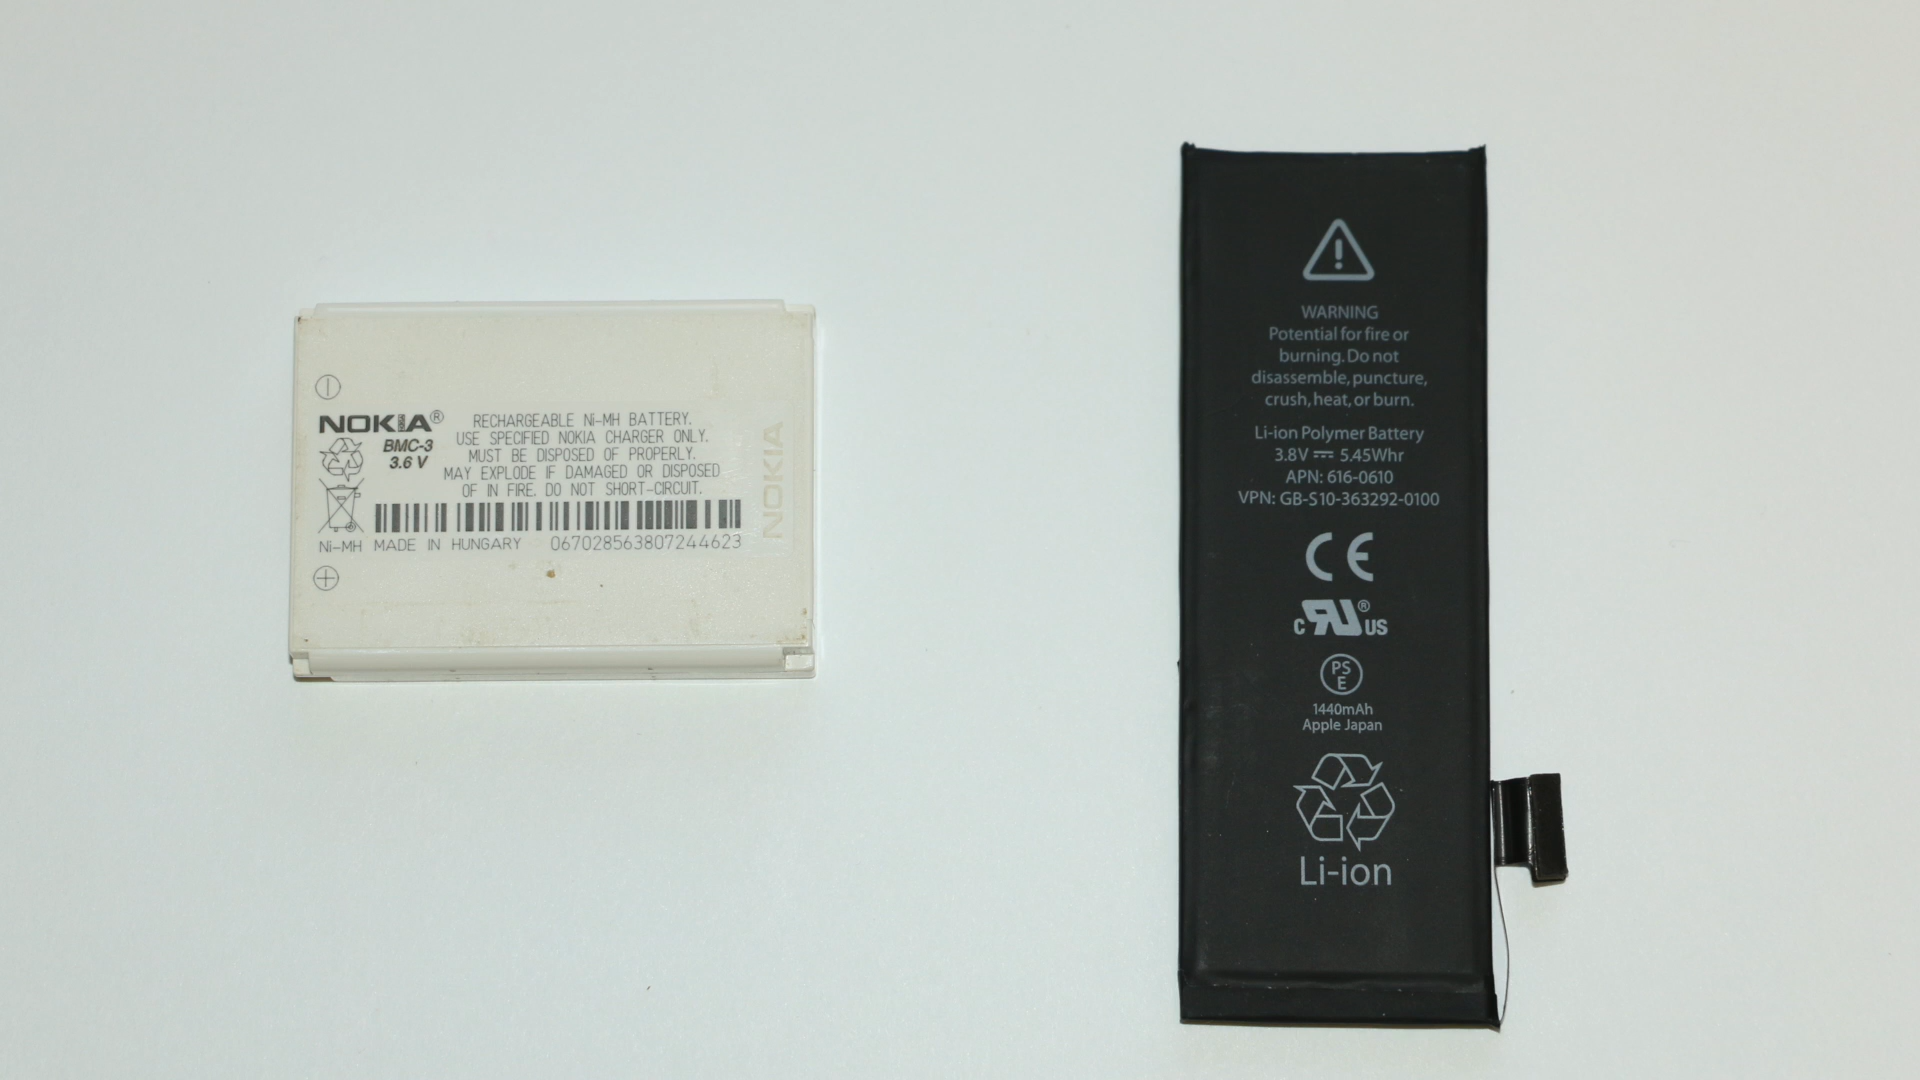 NOKIA®
BMC-3
3.6 V
RECHARGEABLE Ni-MH BATTERY.
USE SPECIFIED NOKIA CHARGER ONLY.
MUST BE DISPOSED OF PROPERLY.
MAY EXPLODE IF DAMAGED OR DISPOSED
OF IN FIRE. DO NOT SHORT-CIRCUIT.
Ni-MH MADE IN HUNGARY 067028563807244623
NOKIA
WARNING
Potential for fire or
burning. Do not
disassemble, puncture,
crush, heat, or burn.
Li-ion Polymer Battery
3.8V ⎓ 5.45Whr
APN: 616-0610
VPN: GB-S10-363292-0100
CE
c RU® US
PS
E
1440mAh
Apple Japan
Li-ion